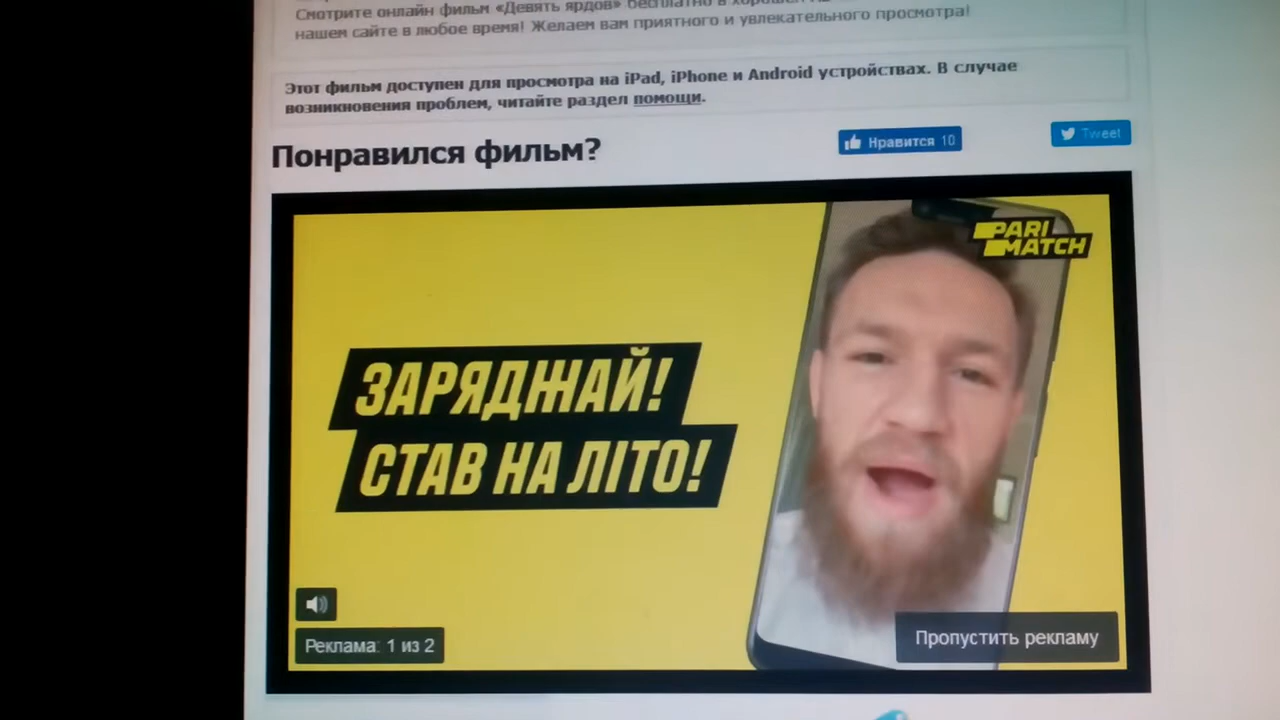 Смотрите онлайн фильм «Девять ярдов» бесплатно в хорошем
нашем сайте в любое время! Желаем вам приятного и увлекательного просмотра!
Этот фильм доступен для просмотра на iPad, iPhone и Android устройствах. В случае
возникновения проблем, читайте раздел помощи.
Понравился фильм?
Нравится 10
Tweet
PARI
MATCH
ЗАРЯДЖАЙ!
СТАВ НА ЛІТО!
Реклама: 1 из 2
Пропустить рекламу